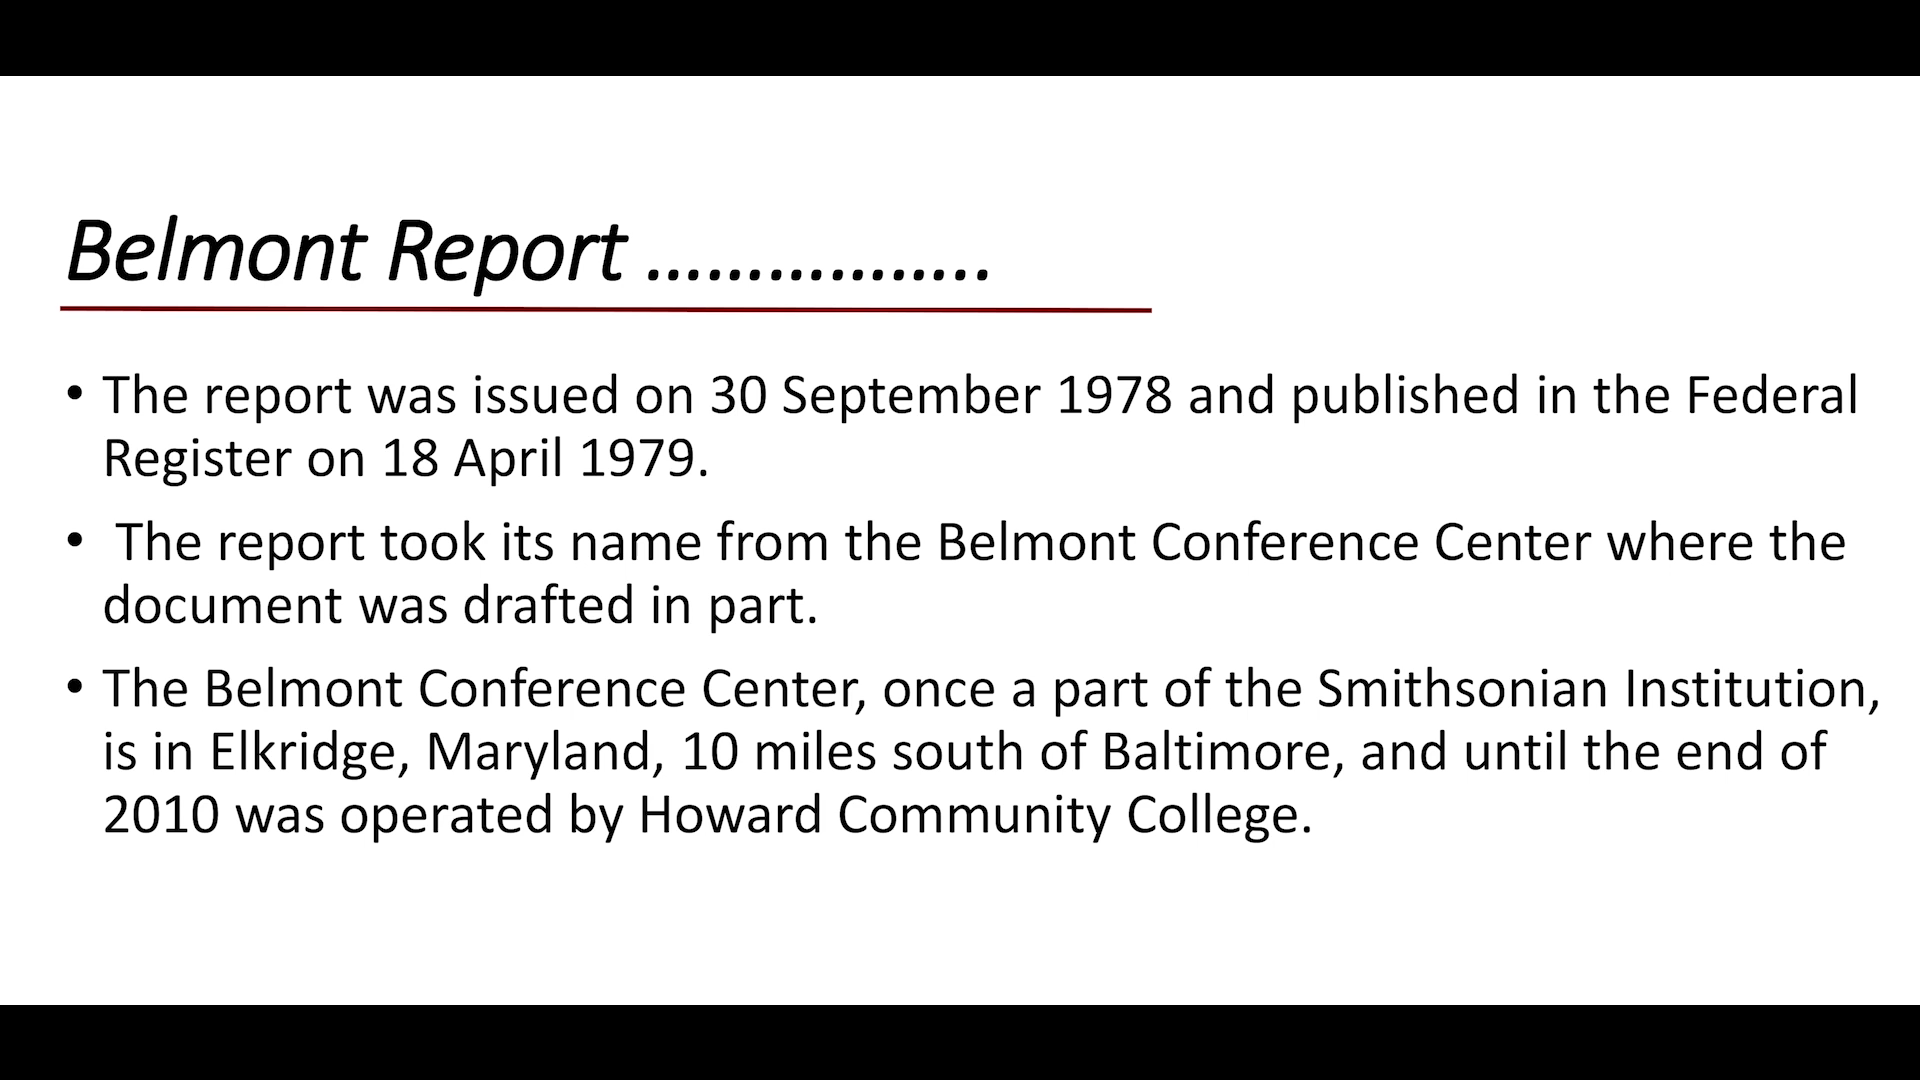 Belmont Report …………….
• The report was issued on 30 September 1978 and published in the Federal
Register on 18 April 1979.
• The report took its name from the Belmont Conference Center where the
document was drafted in part.
• The Belmont Conference Center, once a part of the Smithsonian Institution,
is in Elkridge, Maryland, 10 miles south of Baltimore, and until the end of
2010 was operated by Howard Community College.